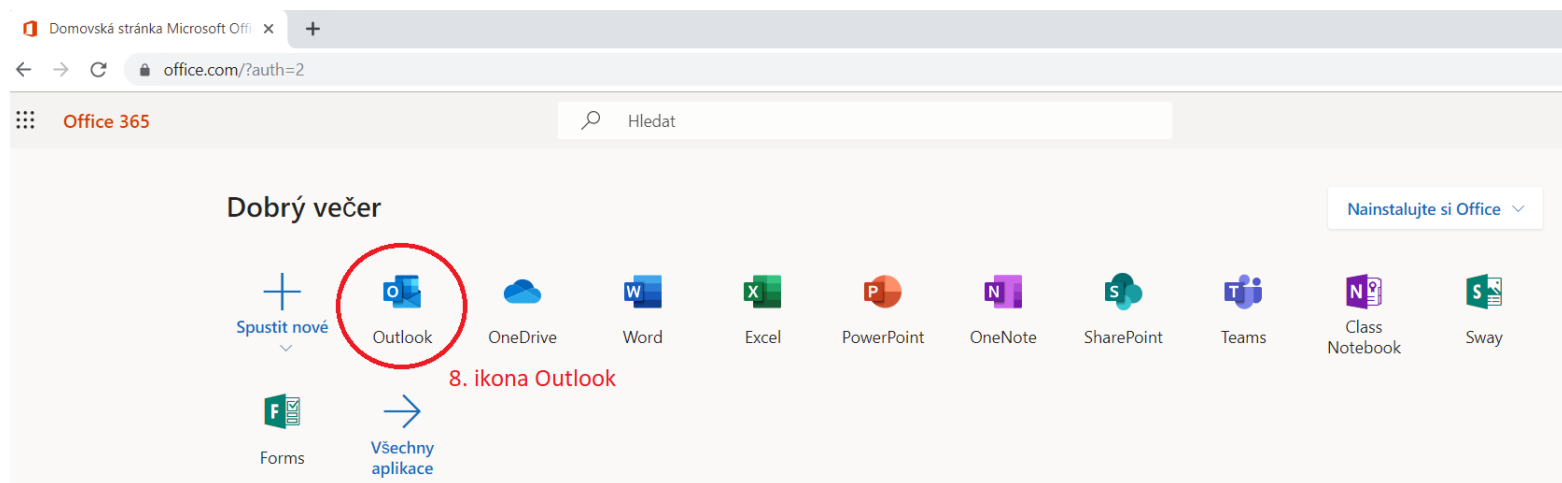 Domovská stránka Microsoft Offi
office.com/?auth=2
Office 365
Hledat
Dobrý večer
Nainstalujte si Office
Spustit nové
O
Outlook
OneDrive
W
Word
X
Excel
P
PowerPoint
N
OneNote
S
SharePoint
T
Teams
N
Class
Notebook
S
Sway
8. ikona Outlook
F
Forms
Všechny
aplikace